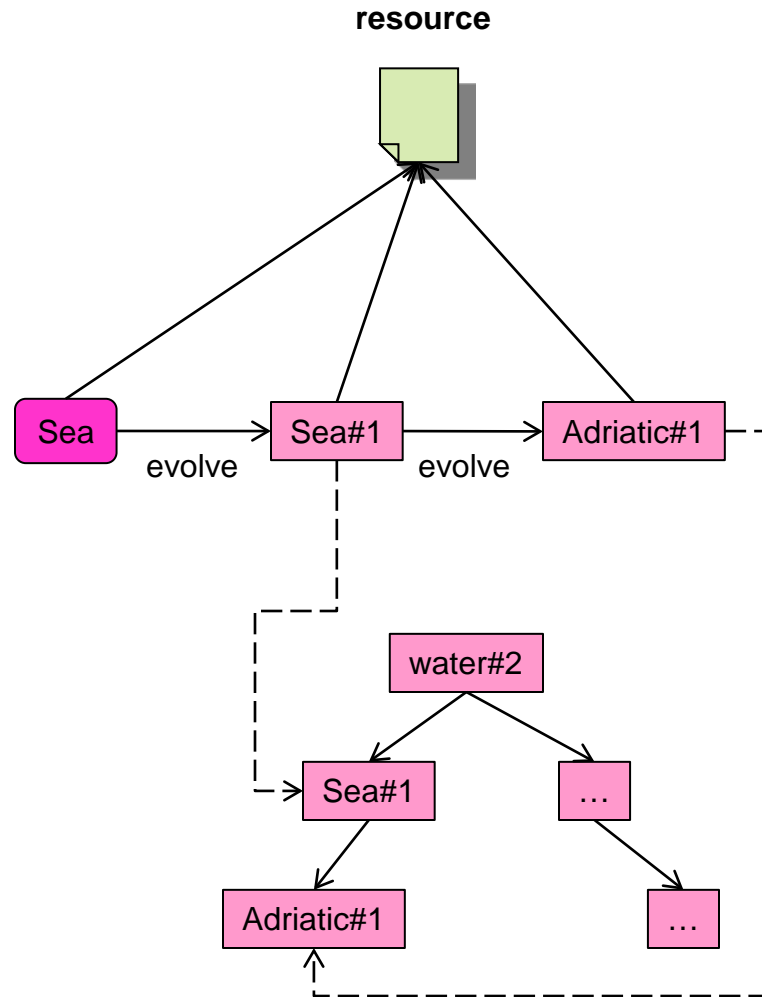 resource
Sea
Sea#1
Adriatic#1
evolve
evolve
water#2
Sea#1
…
Adriatic#1
…